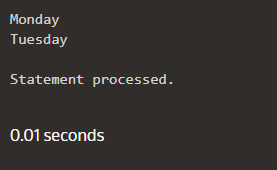 Monday
Tuesday
Statement processed.
0.01 seconds